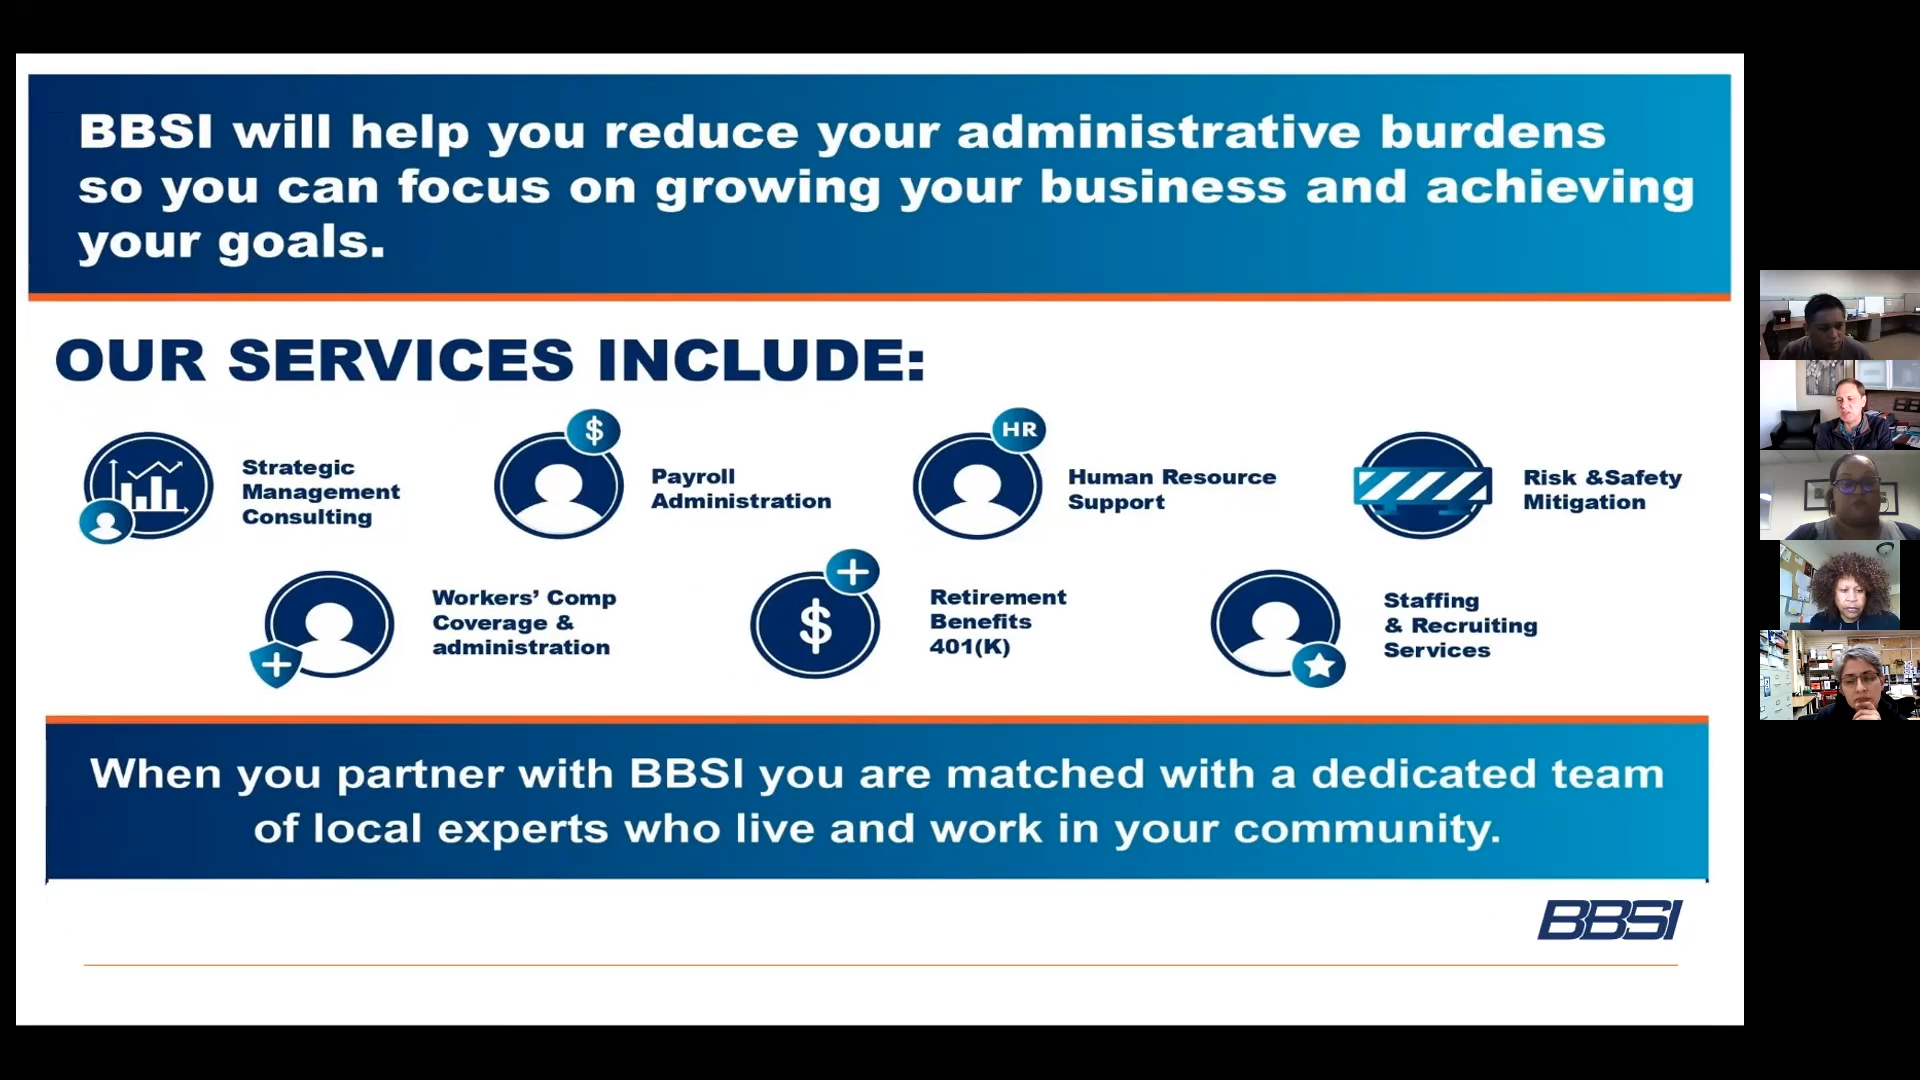 BBSI will help you reduce your administrative burdens
so you can focus on growing your business and achieving
your goals.
OUR SERVICES INCLUDE:
Strategic
Management
Consulting
$
Payroll
Administration
HR
Human Resource
Support
Risk &Safety
Mitigation
Workers’ Comp
Coverage &
administration
$
Retirement
Benefits
401(K)
Staffing
& Recruiting
Services
When you partner with BBSI you are matched with a dedicated team
of local experts who live and work in your community.
BBSI